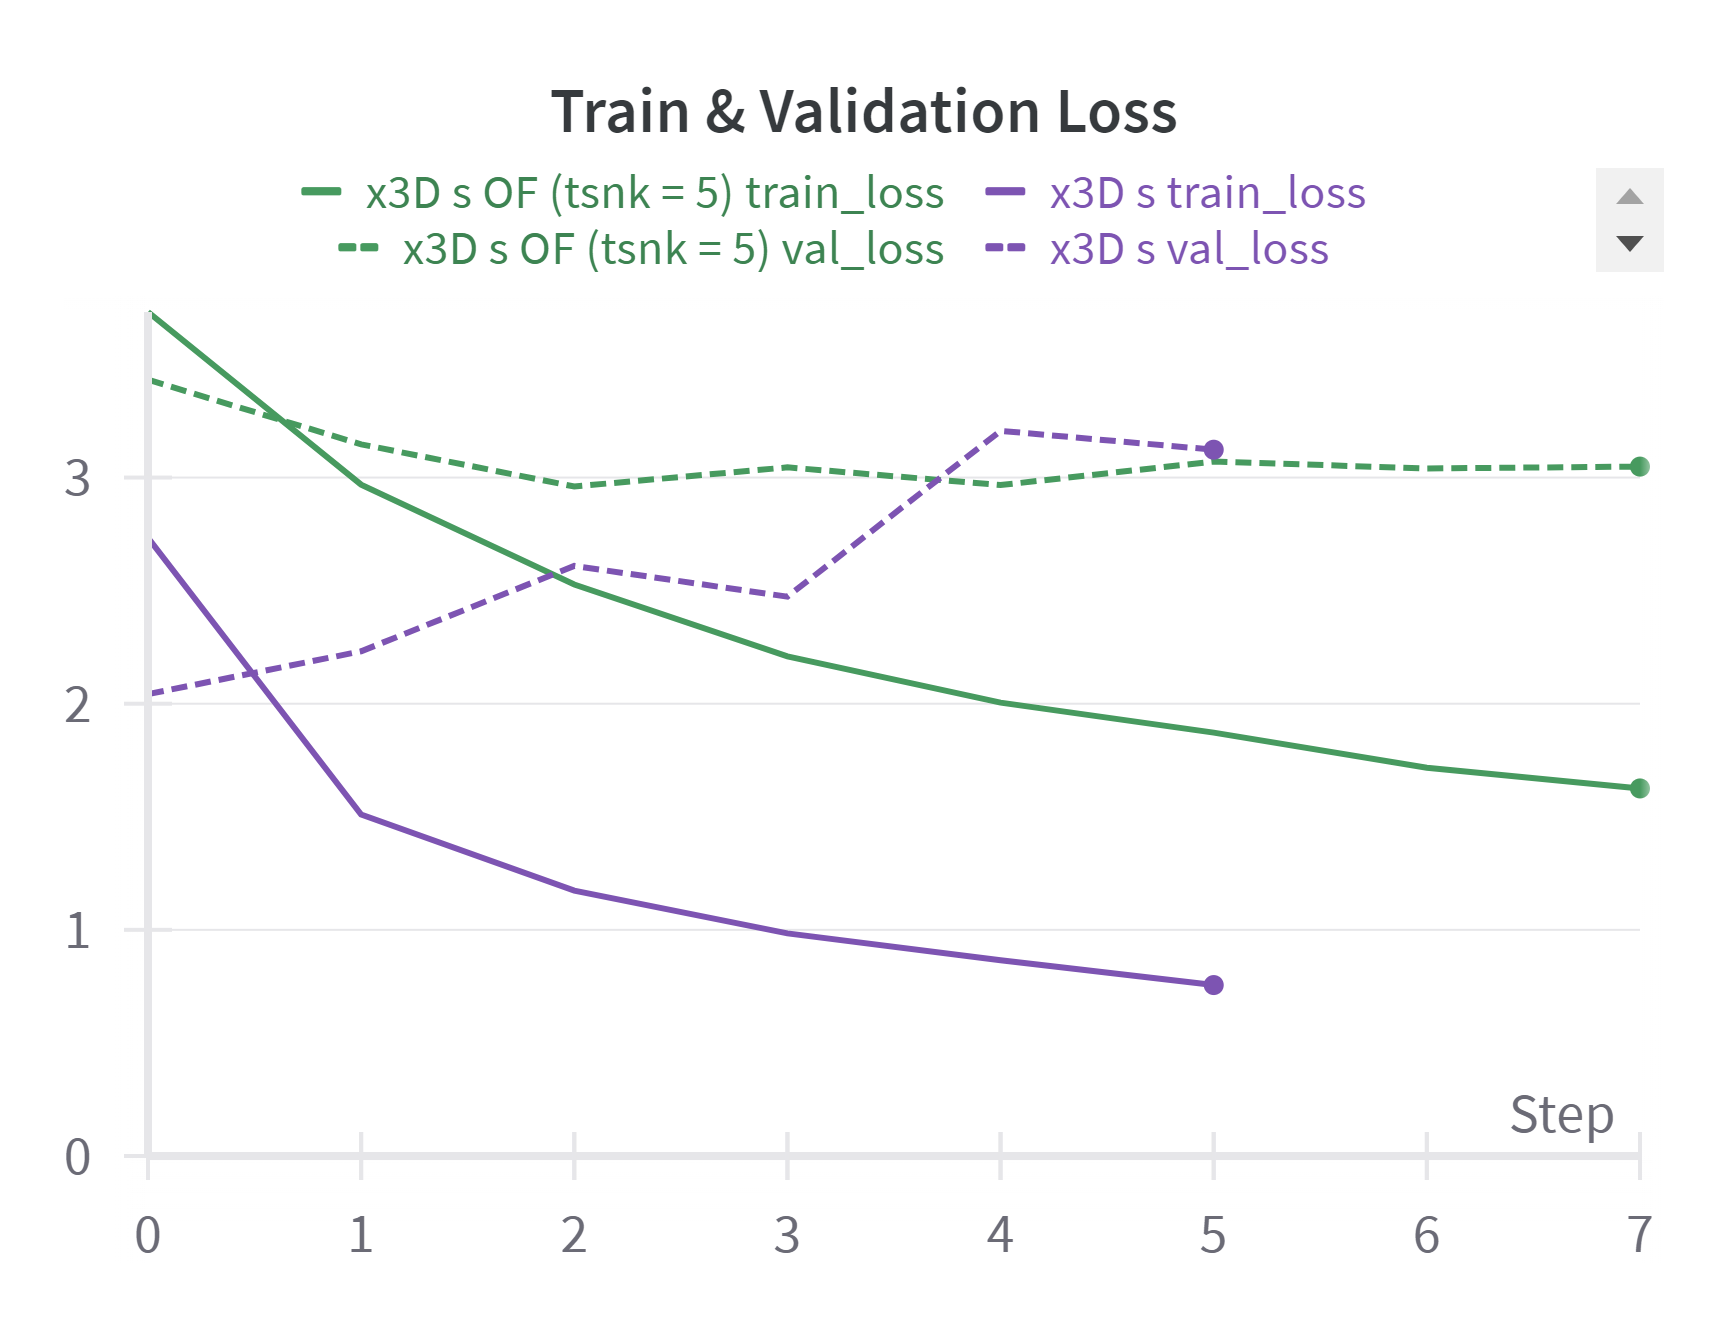 Train & Validation Loss
x3D s OF (tsnk = 5) train_loss x3D s train_loss
x3D s OF (tsnk = 5) val_loss x3D s val_loss
3
2
1
0
Step
0 1 2 3 4 5 6 7